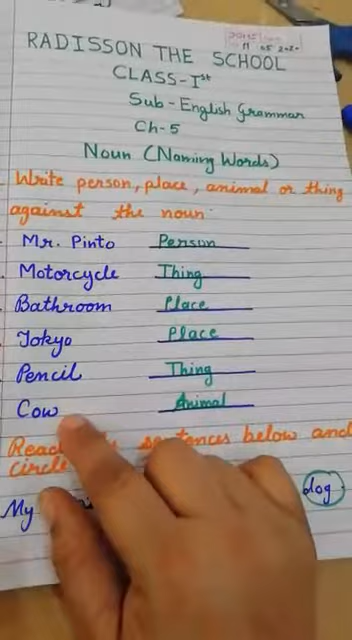 RADISSON THE SCHOOL
CLASS-Ist
Sub-English Grammar
Ch-5
Noun (Naming Words)
Write person, place, animal or thing
against the noun.
Mr. Pinto Person
Motorcycle Thing
Bathroom Place
Tokyo Place
Pencil Thing
Cow Animal
sentences below and
circle
My dog